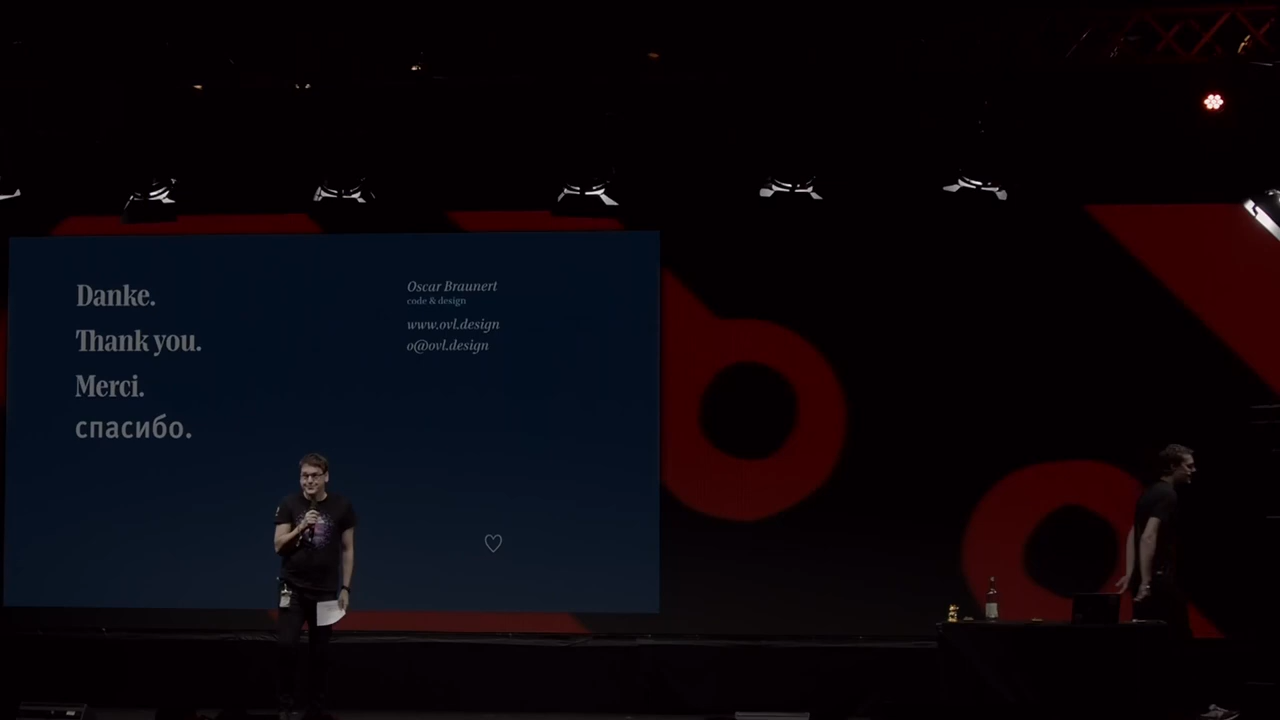 Danke.
Thank you.
Merci.
спасибо.
Oscar Braunert
code & design
www.ovl.design
o@ovl.design